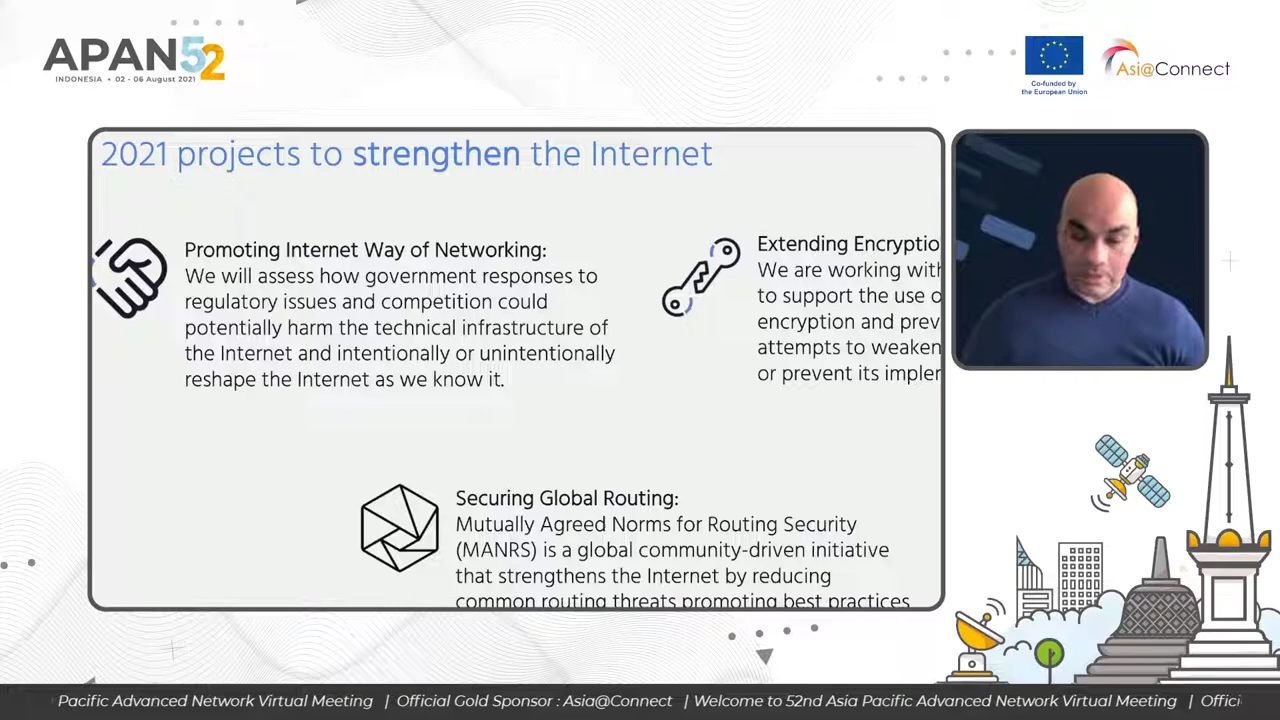 APAN52
INDONESIA • 02 - 06 August 2021
Co-funded by
the European Union
Asi@Connect
2021 projects to strengthen the Internet
Promoting Internet Way of Networking:
We will assess how government responses to
regulatory issues and competition could
potentially harm the technical infrastructure of
the Internet and intentionally or unintentionally
reshape the Internet as we know it.
Extending Encryptio
We are working with
to support the use o
encryption and prev
attempts to weaken
or prevent its impler
Securing Global Routing:
Mutually Agreed Norms for Routing Security
(MANRS) is a global community-driven initiative
that strengthens the Internet by reducing
common routing threats promoting best practices
Pacific Advanced Network Virtual Meeting | Official Gold Sponsor : Asia@Connect | Welcome to 52nd Asia Pacific Advanced Network Virtual Meeting | Offici